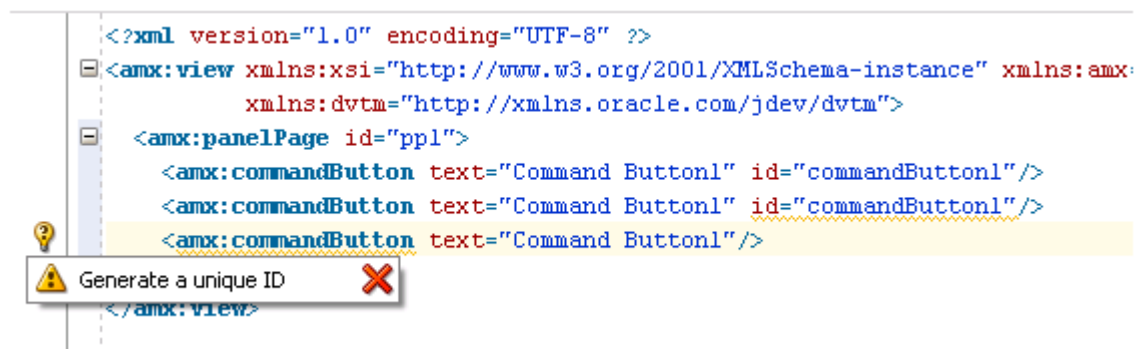 <?xml version="1.0" encoding="UTF-8" ?>
<amx:view xmlns:xsi="http://www.w3.org/2001/XMLSchema-instance" xmlns:amx
xmlns:dvtm="http://xmlns.oracle.com/jdev/dvtm">
<amx:panelPage id="pp1">
<amx:commandButton text="Command Button1" id="commandButton1"/>
<amx:commandButton text="Command Button1" id="commandButton1"/>
<amx:commandButton text="Command Button1"/>
Generate a unique ID
</amx:view>